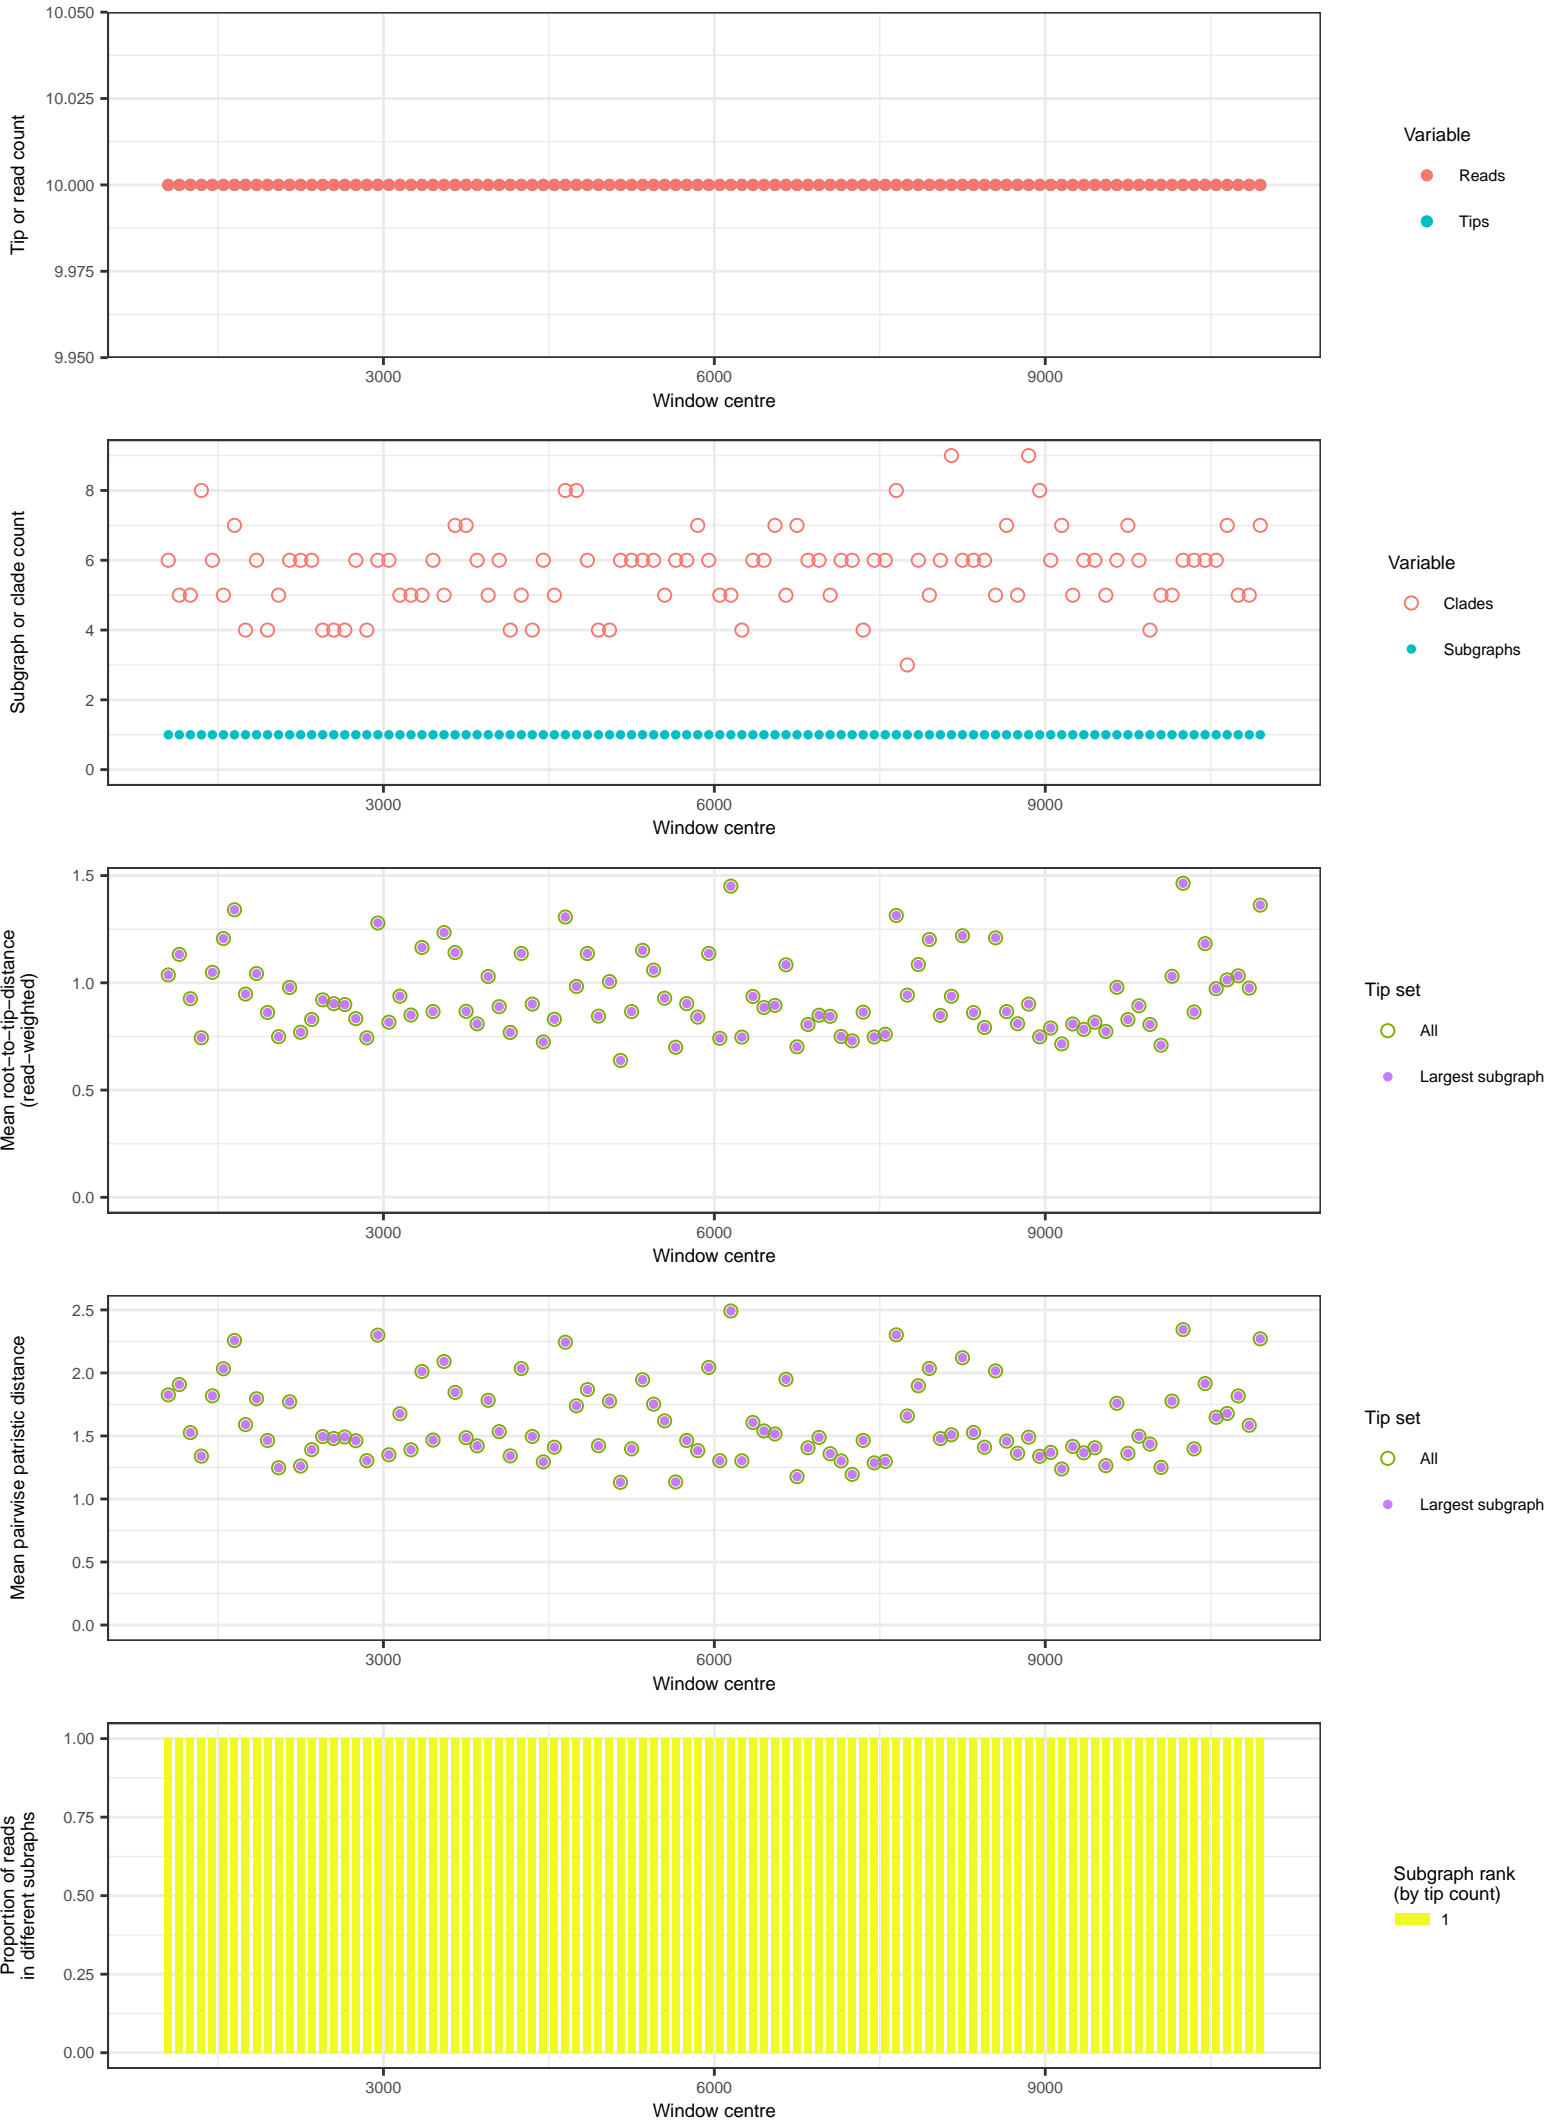 10.050
10.025
10.000
9.975
9.950
Tip or read count
3000
6000
9000
Window centre
Variable
Reads
Tips
8
6
4
2
0
Subgraph or clade count
3000
6000
9000
Window centre
Variable
Clades
Subgraphs
1.5
1.0
0.5
0.0
Mean root−to−tip−distance
(read−weighted)
3000
6000
9000
Window centre
Tip set
All
Largest subgraph
2.5
2.0
1.5
1.0
0.5
0.0
Mean pairwise patristic distance
3000
6000
9000
Window centre
Tip set
All
Largest subgraph
1.00
0.75
0.50
0.25
0.00
Proportion of reads
in different subraphs
3000
6000
9000
Window centre
Subgraph rank
(by tip count)
1